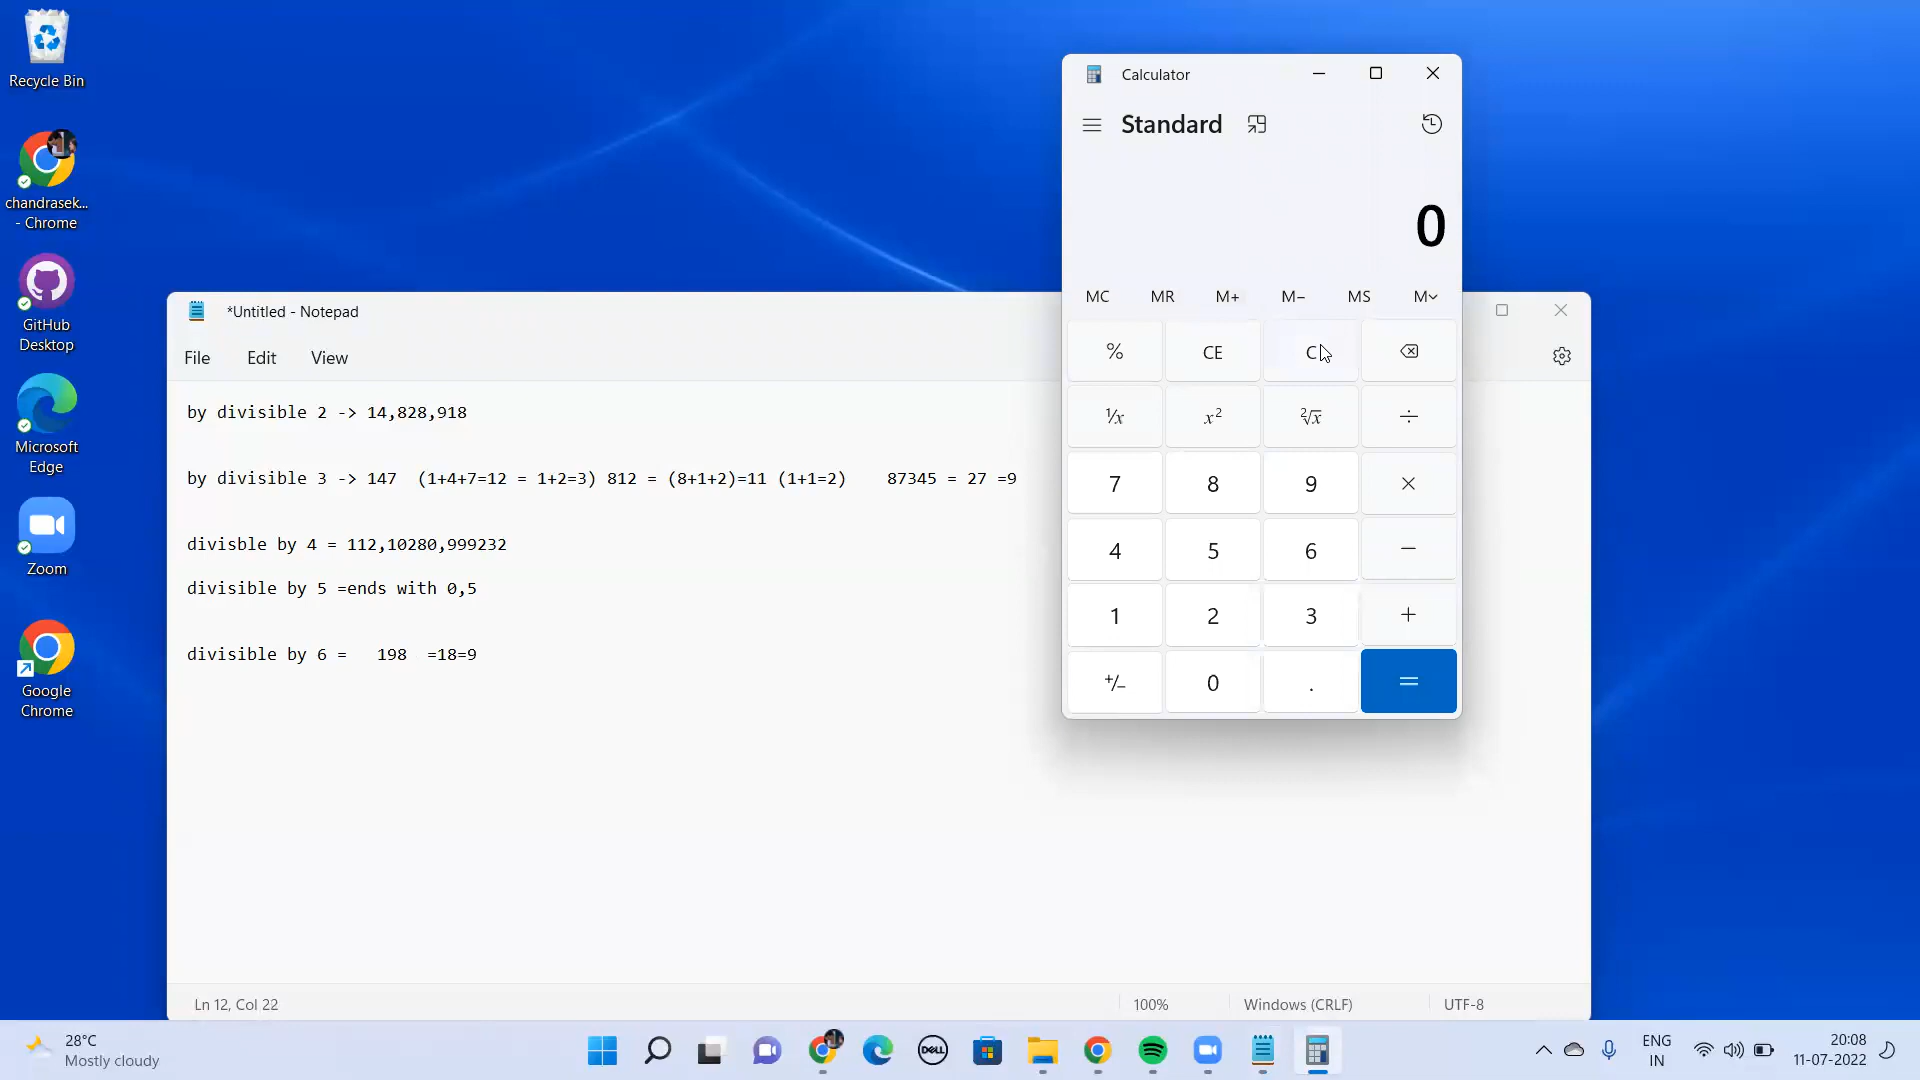 Recycle Bin
chandrasek...
- Chrome
GitHub
Desktop
Microsoft
Edge
Zoom
Google
Chrome
*Untitled - Notepad
File Edit View
by divisible 2 -> 14,828,918
by divisible 3 -> 147 (1+4+7=12 = 1+2=3) 812 = (8+1+2)=11 (1+1=2) 87345 = 27 =9
divisble by 4 = 112,10280,999232
divisible by 5 =ends with 0,5
divisible by 6 = 198 =18=9
Ln 12, Col 22 100% Windows (CRLF) UTF-8
Calculator
Standard
0
MC MR M+ M− MS M˅
% CE C
¹/x x² ²√x ÷
7 8 9 ×
4 5 6 −
1 2 3 +
+/− 0 . =
28°C
Mostly cloudy
DELL
ENG
IN
20:08
11-07-2022